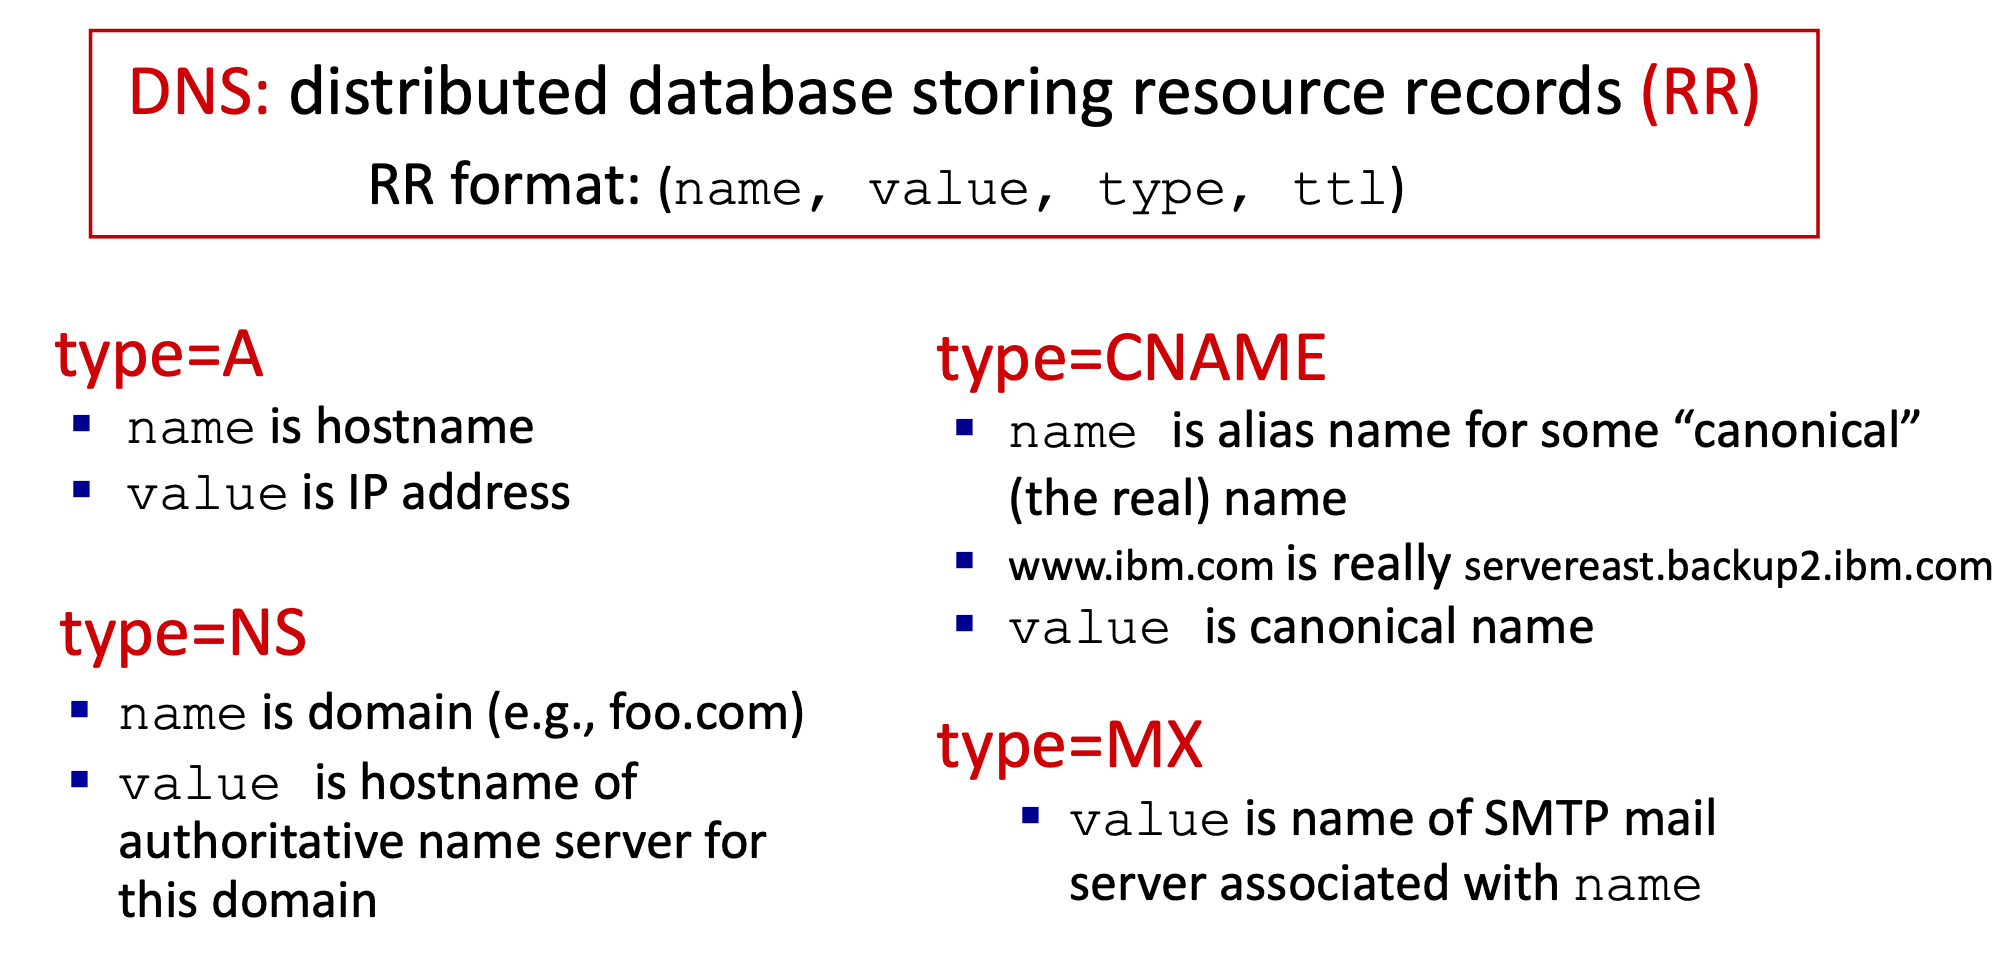 DNS: distributed database storing resource records (RR)
RR format: (name, value, type, ttl)
type=A
▪ name is hostname
▪ value is IP address
type=NS
▪ name is domain (e.g., foo.com)
▪ value is hostname of
authoritative name server for
this domain
type=CNAME
▪ name is alias name for some “canonical”
(the real) name
▪ www.ibm.com is really servereast.backup2.ibm.com
▪ value is canonical name
type=MX
▪ value is name of SMTP mail
server associated with name